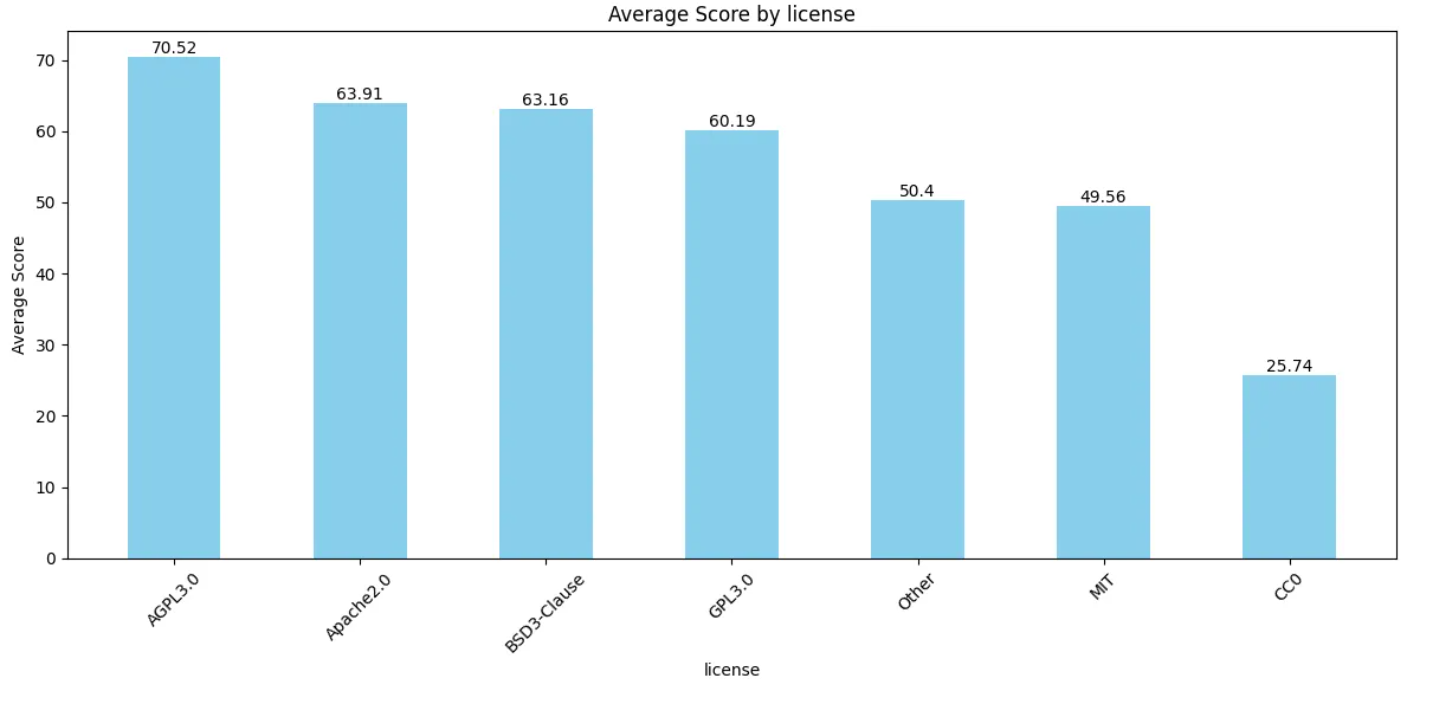 Average Score by license
70.52
63.91
63.16
60.19
50.4
49.56
25.74
70
60
50
40
30
20
10
0
Average Score
AGPL3.0
Apache2.0
BSD3-Clause
GPL3.0
Other
MIT
CC0
license